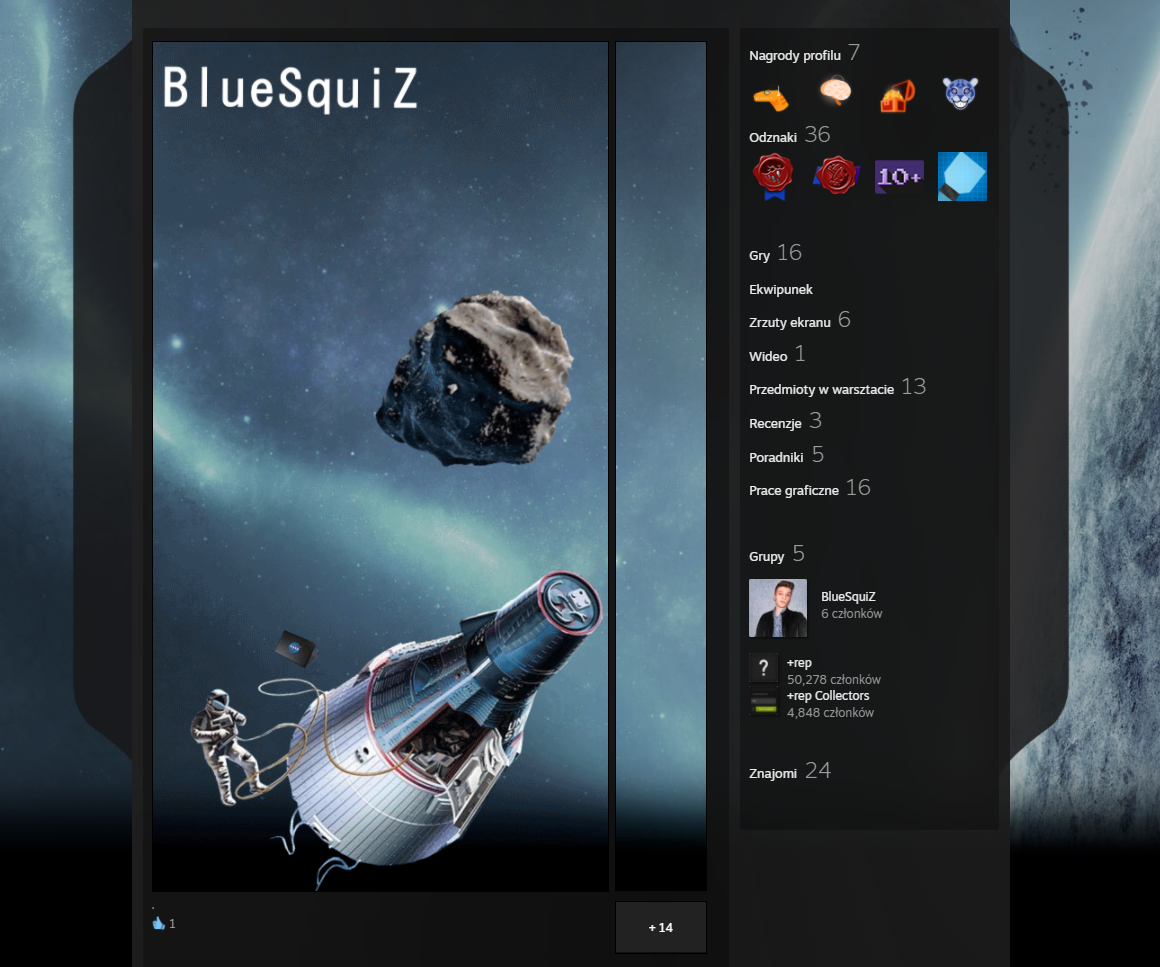 BlueSquiZ
.
1
+ 14
Nagrody profilu 7
Odznaki 36
10+
Gry 16
Ekwipunek
Zrzuty ekranu 6
Wideo 1
Przedmioty w warsztacie 13
Recenzje 3
Poradniki 5
Prace graficzne 16
Grupy 5
BlueSquiZ
6 członków
?
+rep
50,278 członków
+rep Collectors
4,848 członków
Znajomi 24